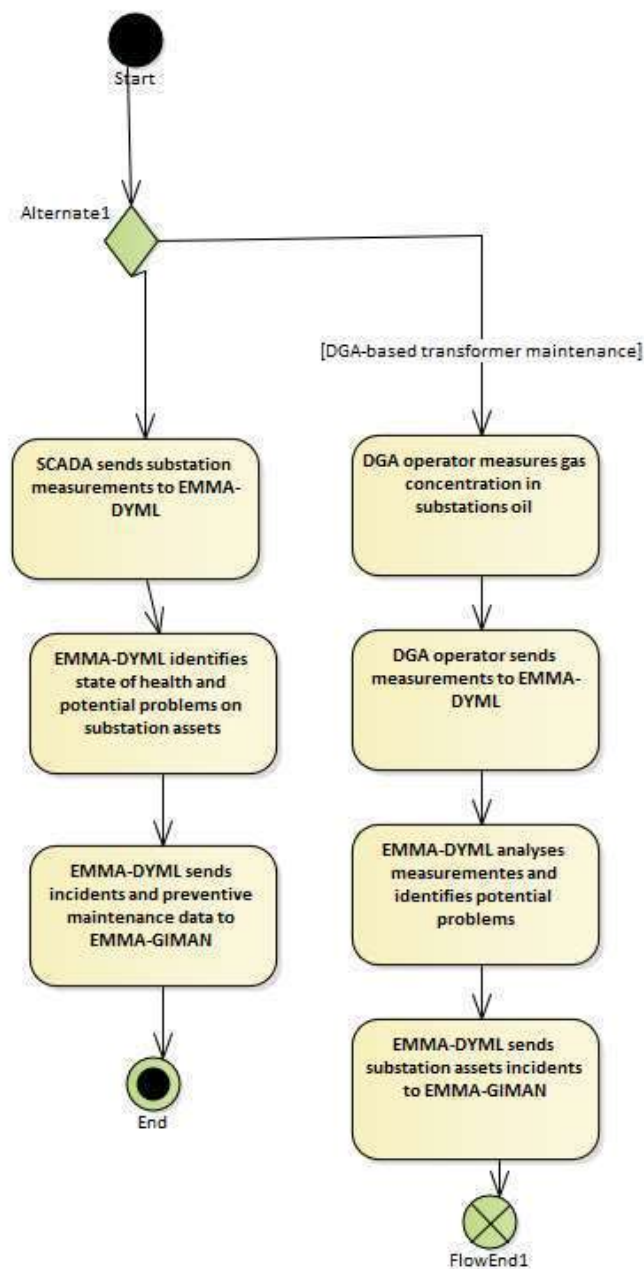 Start
Alternate1
[DGA-based transformer maintenance]
SCADA sends substation
measurements to EMMA-
DYML
DGA operator measures gas
concentration in
substations oil
EMMA-DYML identifies
state of health and
potential problems on
substation assets
DGA operator sends
measurements to EMMA-
DYML
EMMA-DYML sends
incidents and preventive
maintenance data to
EMMA-GIMAN
EMMA-DYML analyses
measurementes and
identifies potential
problems
End
EMMA-DYML sends
substation assets incidents
to EMMA-GIMAN
FlowEnd1